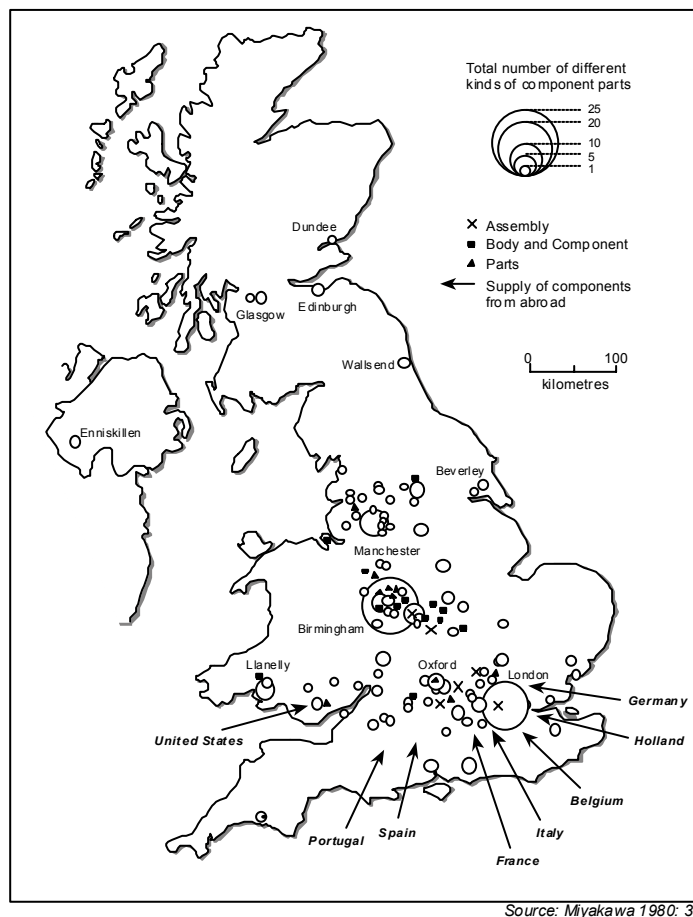 Total number of different
kinds of component parts
25
20
10
5
1
Assembly
Body and Component
Parts
Supply of components
from abroad
0 100
kilometres
Dundee
Edinburgh
Glasgow
Wallsend
Enniskillen
Beverley
Manchester
Birmingham
Llanelly
Oxford
London
Germany
United States
Holland
Belgium
Portugal
Spain
Italy
France
Source: Miyakawa 1980: 3